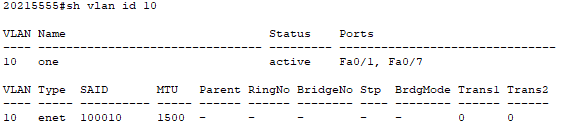 20215555#sh vlan id 10
VLAN Name                             Status    Ports
---- -------------------------------- --------- -------------------------------
10   one                              active    Fa0/1, Fa0/7
VLAN Type  SAID       MTU   Parent RingNo BridgeNo Stp  BrdgMode Trans1 Trans2
---- ----- ---------- ----- ------ ------ -------- ---- -------- ------ ------
10   enet  100010     1500  -      -      -        -    -        0      0